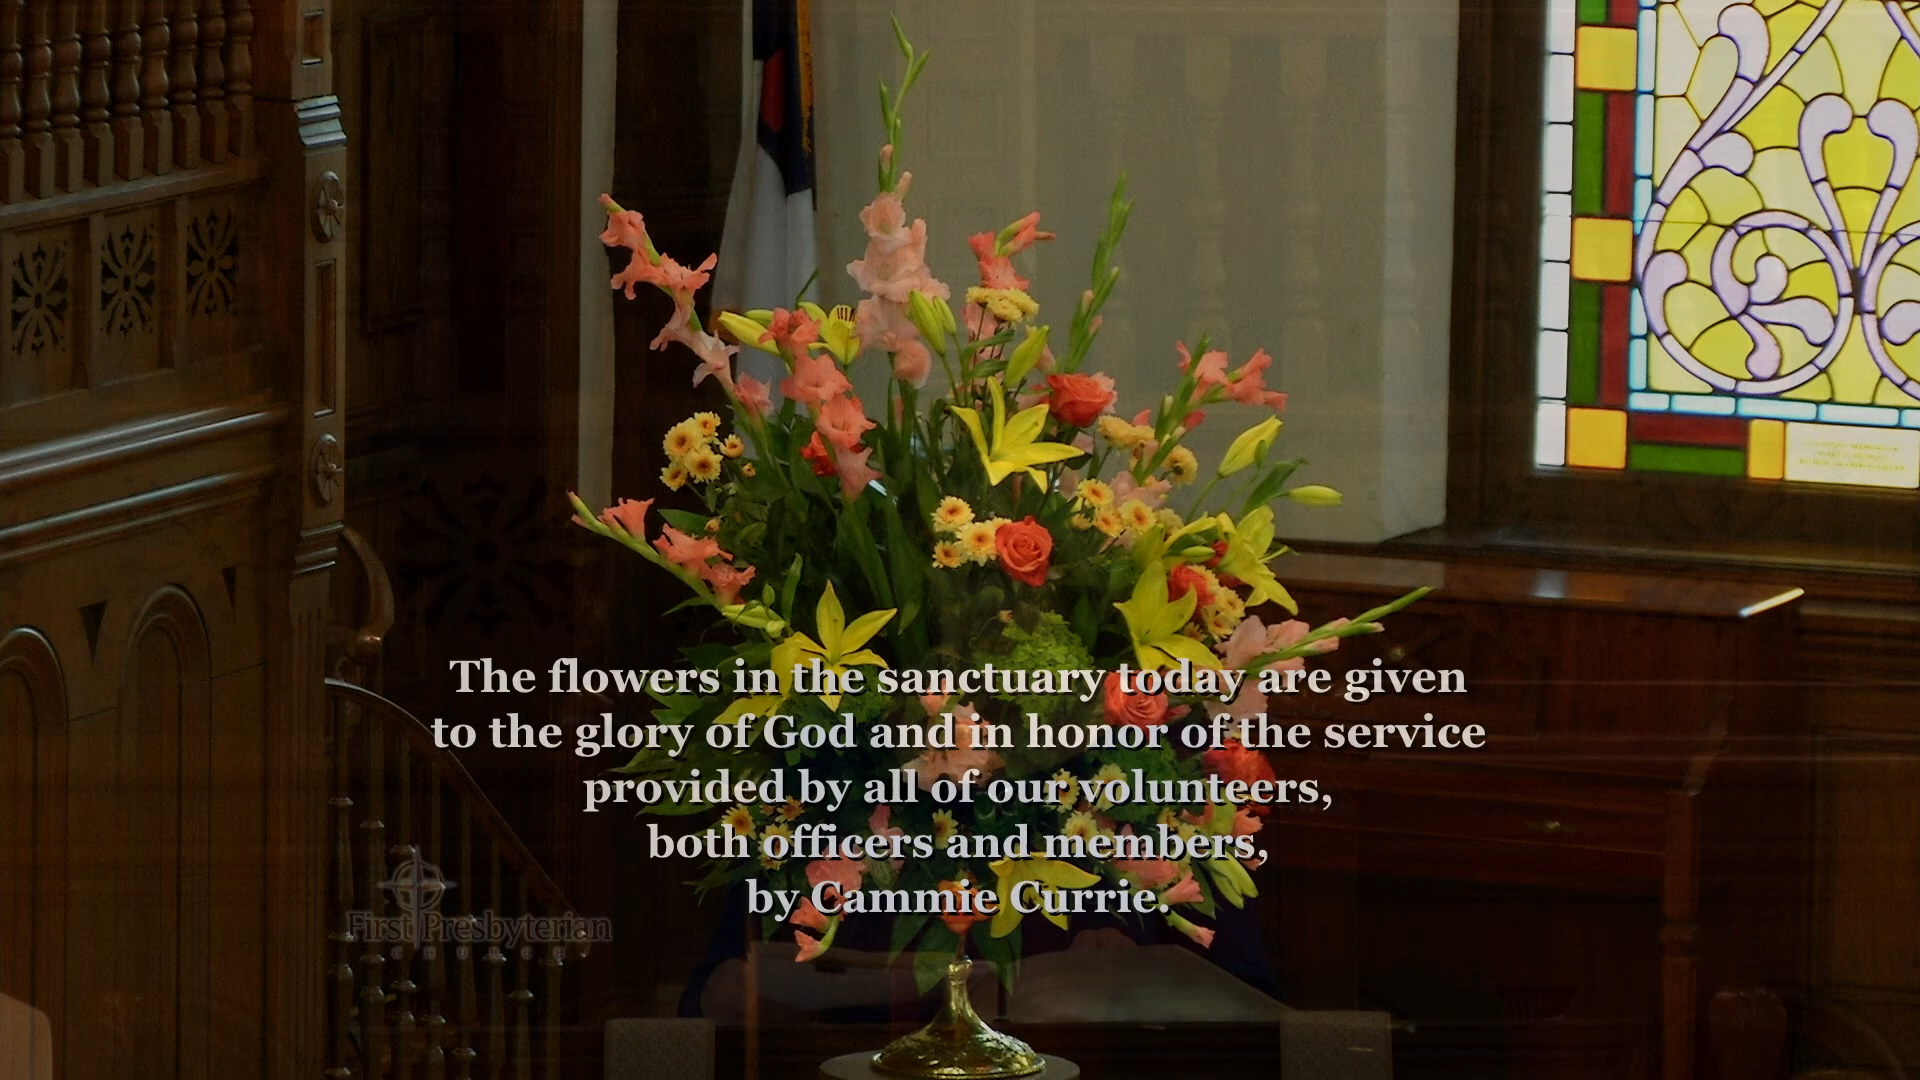 The flowers in the sanctuary today are given
to the glory of God and in honor of the service
provided by all of our volunteers,
both officers and members,
by Cammie Currie.
First Presbyterian
CHURCH